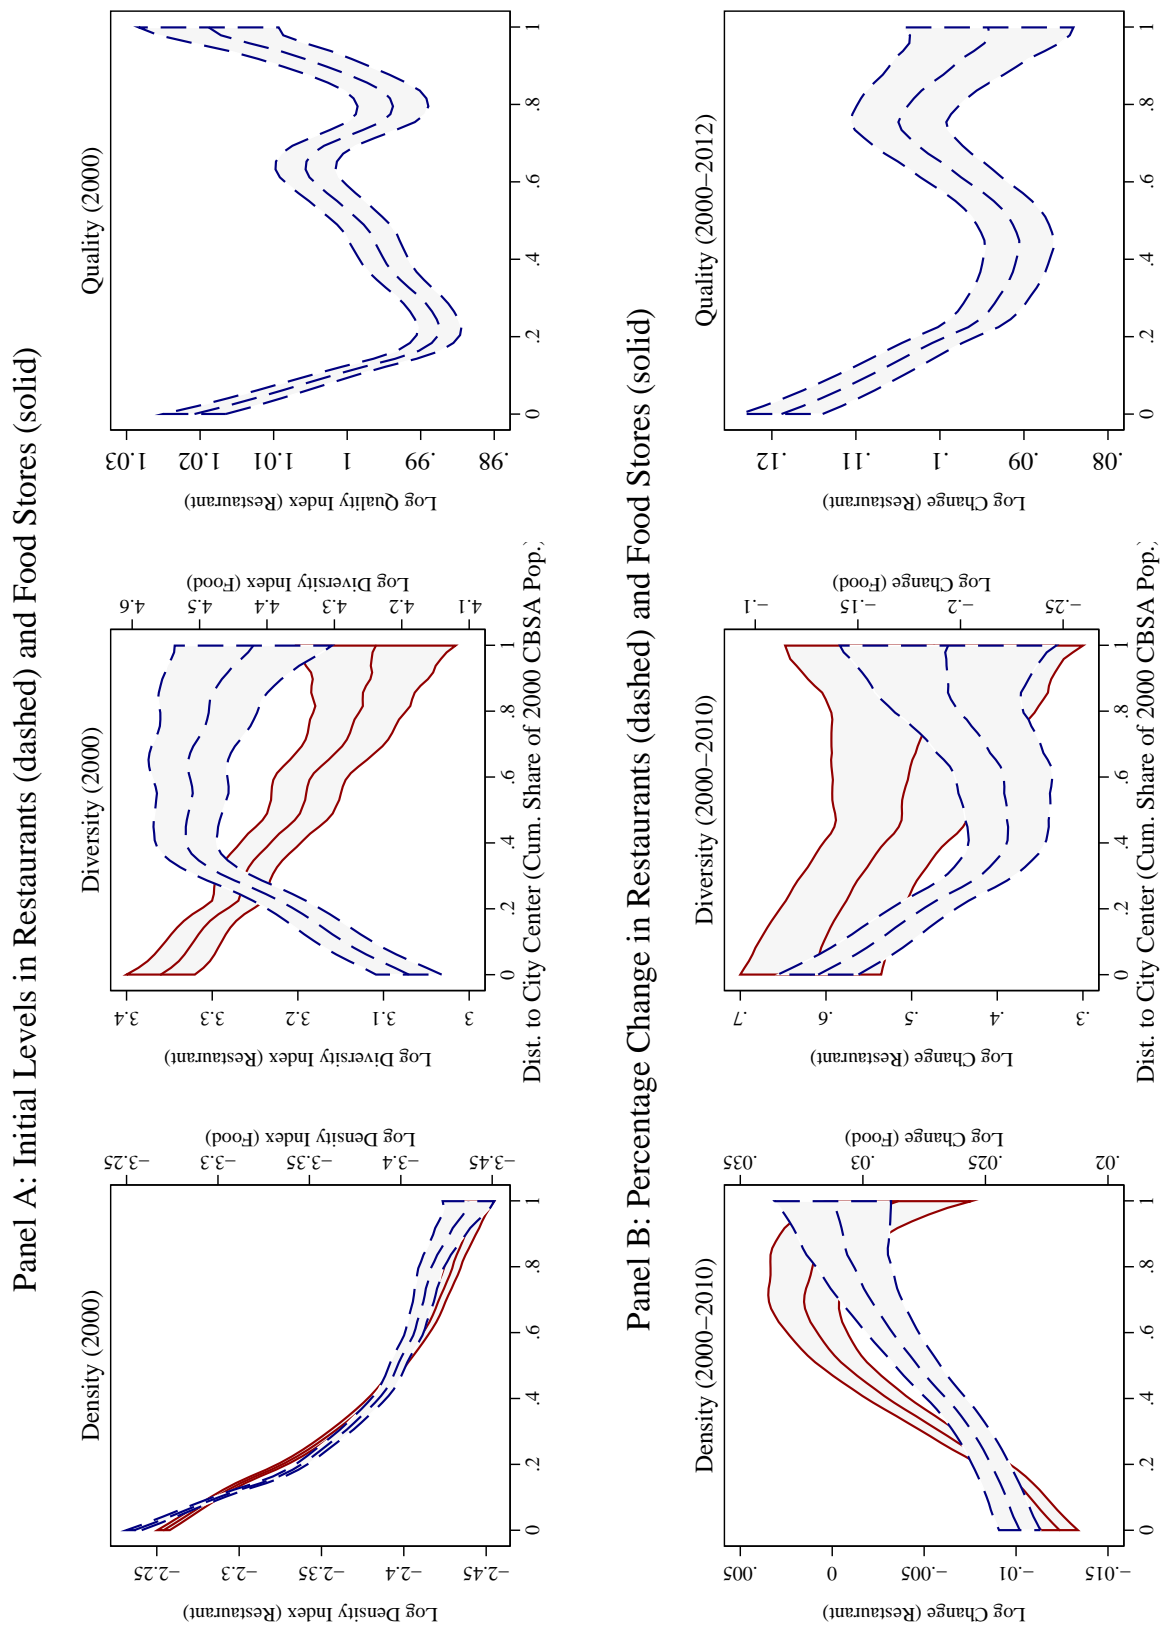 Panel A: Initial Levels in Restaurants (dashed) and Food Stores (solid)
Density (2000)
Log Density Index (Restaurant)
−2.25
−2.3
−2.35
−2.4
−2.45
Log Density Index (Food)
−3.25
−3.3
−3.35
−3.4
−3.45
0 .2 .4 .6 .8 1
Diversity (2000)
Log Diversity Index (Restaurant)
3.4
3.3
3.2
3.1
3
Log Diversity Index (Food)
4.6
4.5
4.4
4.3
4.2
4.1
0 .2 .4 .6 .8 1
Quality (2000)
Log Quality Index (Restaurant)
1.03
1.02
1.01
1
.99
.98
0 .2 .4 .6 .8 1
Dist. to City Center (Cum. Share of 2000 CBSA Pop.)
Panel B: Percentage Change in Restaurants (dashed) and Food Stores (solid)
Density (2000−2010)
Log Change (Restaurant)
.005
0
−.005
−.01
−.015
Log Change (Food)
.035
.03
.025
.02
0 .2 .4 .6 .8 1
Diversity (2000−2010)
Log Change (Restaurant)
.7
.6
.5
.4
.3
Log Change (Food)
−.1
−.15
−.2
−.25
0 .2 .4 .6 .8 1
Quality (2000−2012)
Log Change (Restaurant)
.12
.11
.1
.09
.08
0 .2 .4 .6 .8 1
Dist. to City Center (Cum. Share of 2000 CBSA Pop.)